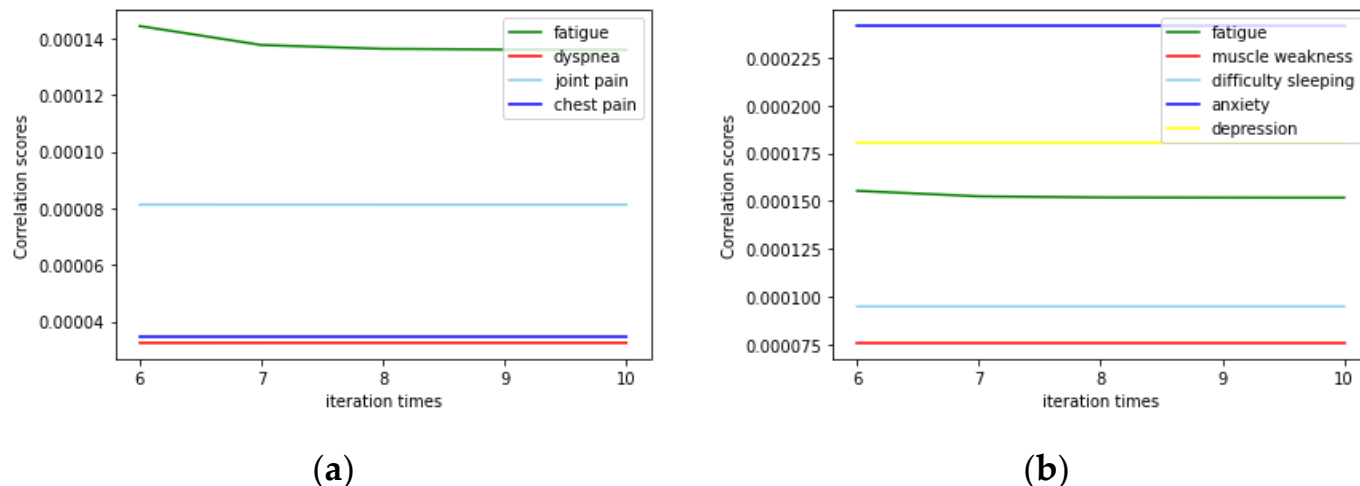 0.00014
0.00012
0.00010
0.00008
0.00006
0.00004
Correlation scores
fatigue
dyspnea
joint pain
chest pain
6 7 8 9 10
iteration times
(a)
0.000225
0.000200
0.000175
0.000150
0.000125
0.000100
0.000075
Correlation scores
fatigue
muscle weakness
difficulty sleeping
anxiety
depression
6 7 8 9 10
iteration times
(b)